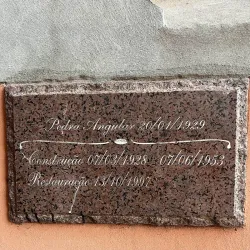 Pedra Angular 20/01/1929
Construção 07/03/1928 - 07/06/1953
Restauração 13/10/1997